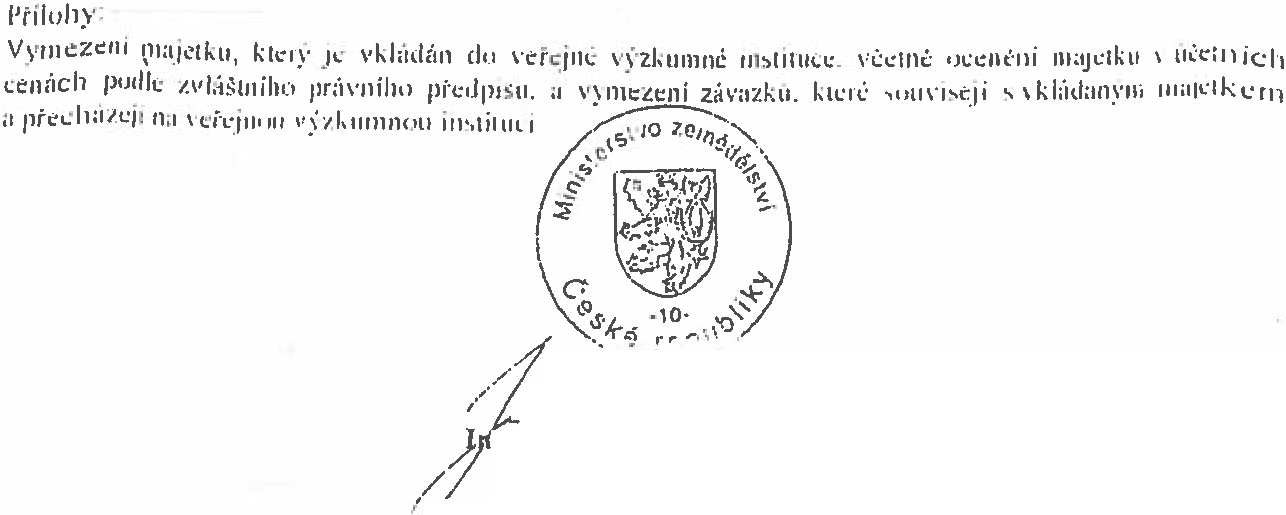 Přílohy:
Vymezení majetku, který je vkládán do veřejné výzkumné instituce, včetně ocenění majetku v účetních
cenách podle zvláštního právního předpisu, a vymezení závazků, které souvisejí s vkládaným majetkem
a přecházejí na veřejnou výzkumnou instituci
Ministerstvo zemědělství
České republiky
-10-